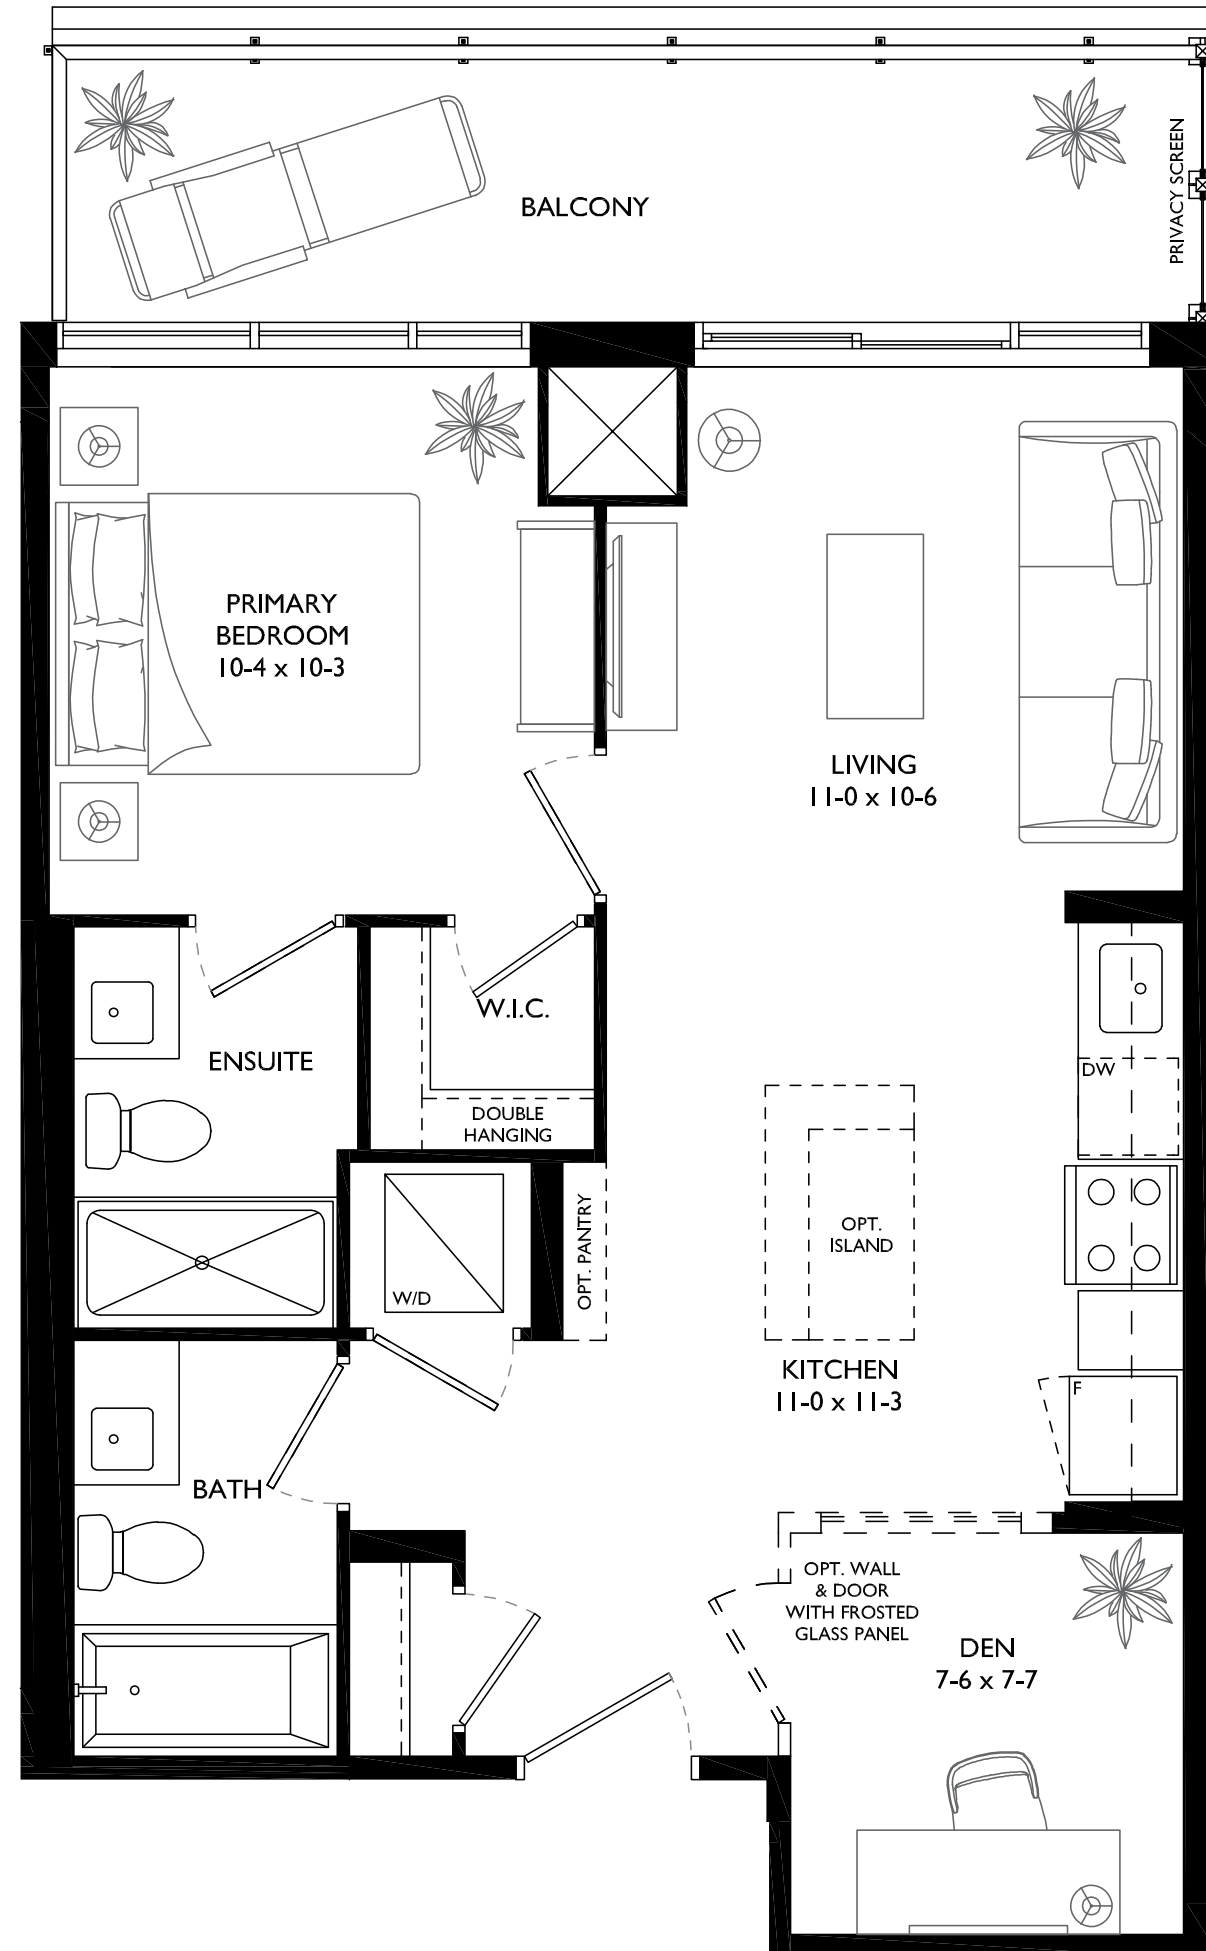 BALCONY
PRIVACY SCREEN
PRIMARY
BEDROOM
10-4 x 10-3
LIVING
11-0 x 10-6
W.I.C.
ENSUITE
DW
DOUBLE
HANGING
OPT. PANTRY
OPT.
ISLAND
W/D
KITCHEN
11-0 x 11-3
F
BATH
OPT. WALL
& DOOR
WITH FROSTED
GLASS PANEL
DEN
7-6 x 7-7